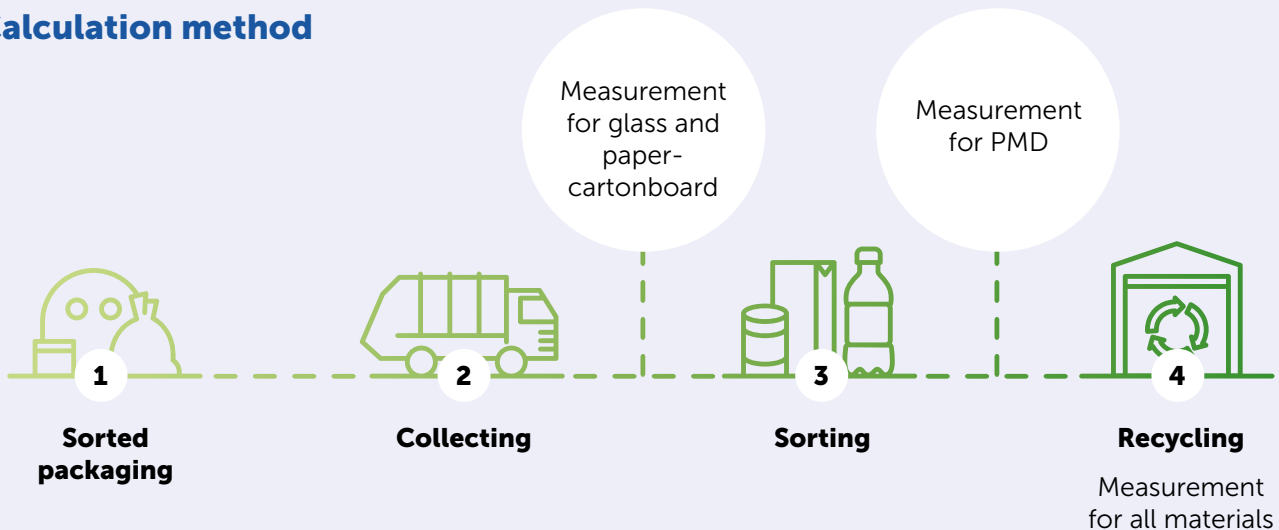 alculation method
Measurement
for glass and
paper-
cartonboard
Measurement
for PMD
1
2
3
4
Sorted
packaging
Collecting
Sorting
Recycling
Measurement
for all materials